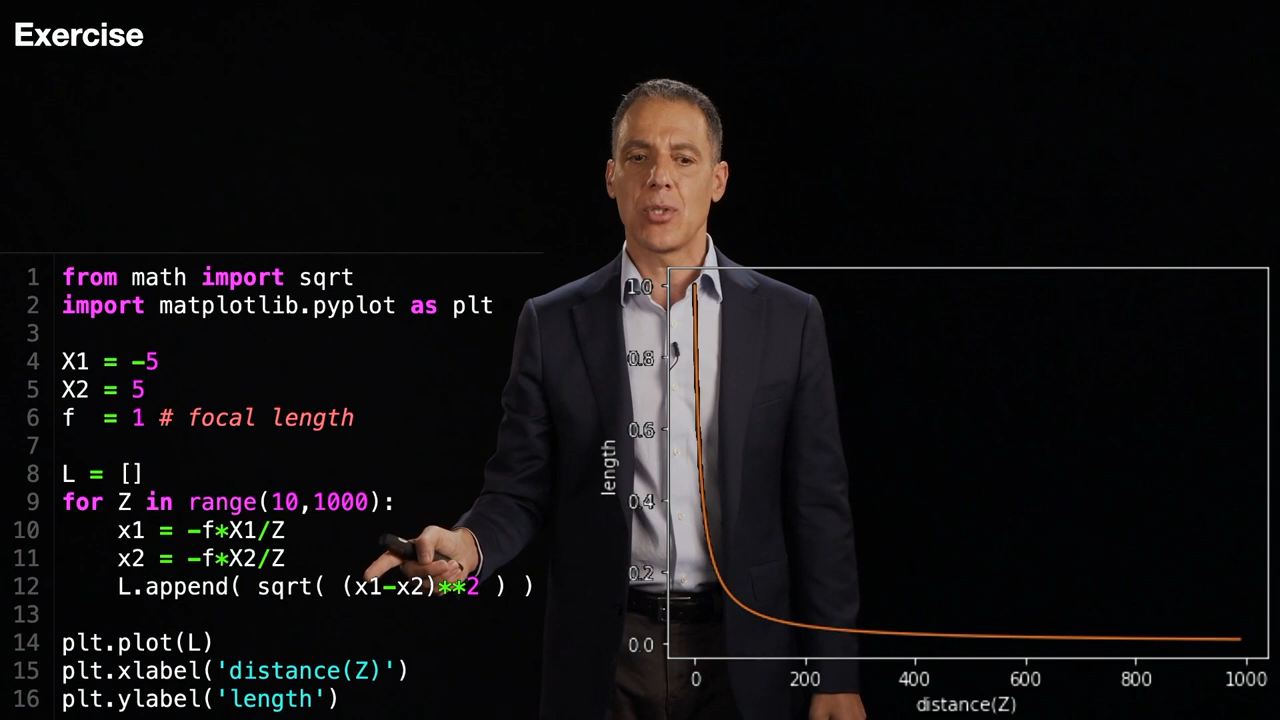 Exercise
1 from math import sqrt
2 import matplotlib.pyplot as plt
3
4 X1 = -5
5 X2 = 5
6 f  = 1 # focal length
7
8 L = []
9 for Z in range(10,1000):
10     x1 = -f*X1/Z
11     x2 = -f*X2/Z
12     L.append( sqrt( (x1-x2)**2 ) )
13
14 plt.plot(L)
15 plt.xlabel('distance(Z)')
16 plt.ylabel('length')
1.0
0.8
0.6
0.4
0.2
0.0
length
0 200 400 600 800 1000
distance(Z)